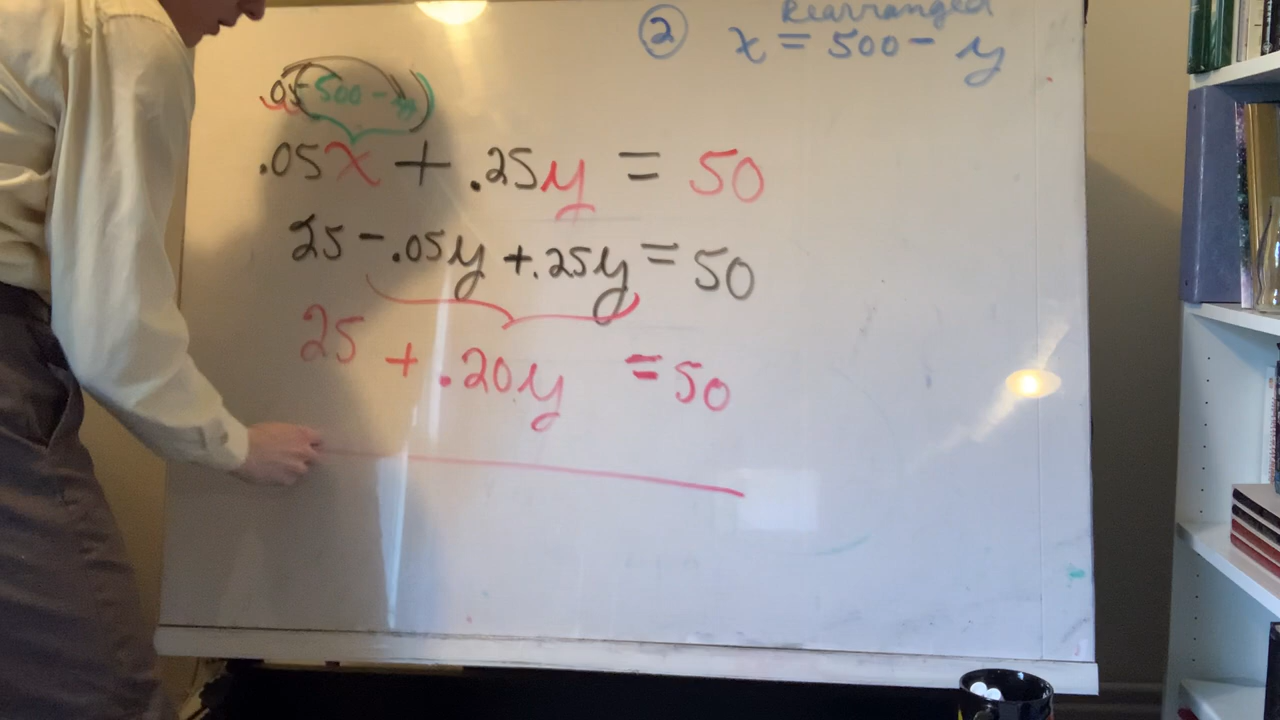 ② Rearranged
x = 500 - y
.05(500 - y)
.05x + .25y = 50
25 - .05y + .25y = 50
25 + .20y = 50